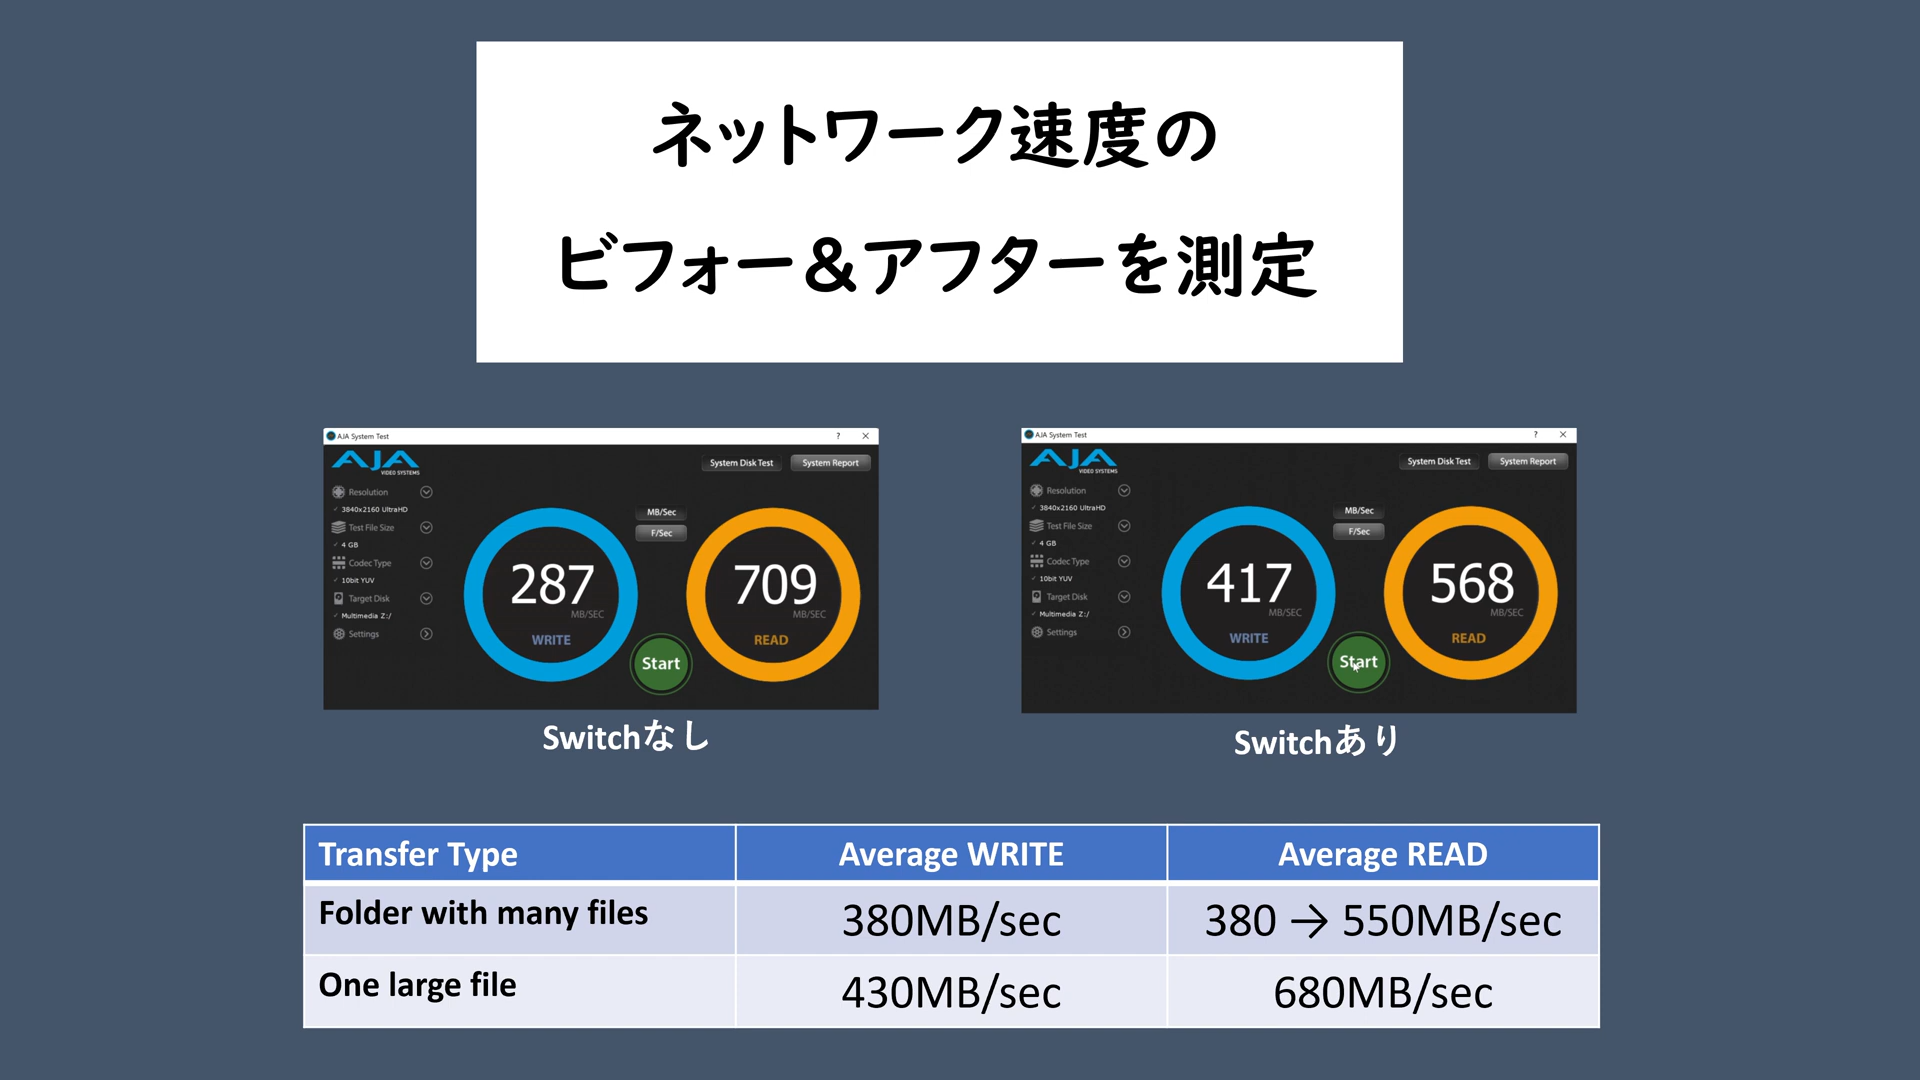 ネットワーク速度の
ビフォー&アフターを測定
AJA System Test ? ×
AJA
VIDEO SYSTEMS
System Disk Test
System Report
Resolution
✓ 3840x2160 UltraHD
Test File Size
✓ 4 GB
Codec Type
✓ 10bit YUV
Target Disk
✓ Multimedia Z:/
Settings
287
MB/SEC
WRITE
MB/Sec
F/Sec
709
MB/SEC
READ
Start
Switchなし
AJA System Test ? ×
AJA
VIDEO SYSTEMS
System Disk Test
System Report
Resolution
✓ 3840x2160 UltraHD
Test File Size
✓ 4 GB
Codec Type
✓ 10bit YUV
Target Disk
✓ Multimedia Z:/
Settings
417
MB/SEC
WRITE
MB/Sec
F/Sec
568
MB/SEC
READ
Start
Switchあり
Transfer Type Average WRITE Average READ
Folder with many files 380MB/sec 380 → 550MB/sec
One large file 430MB/sec 680MB/sec